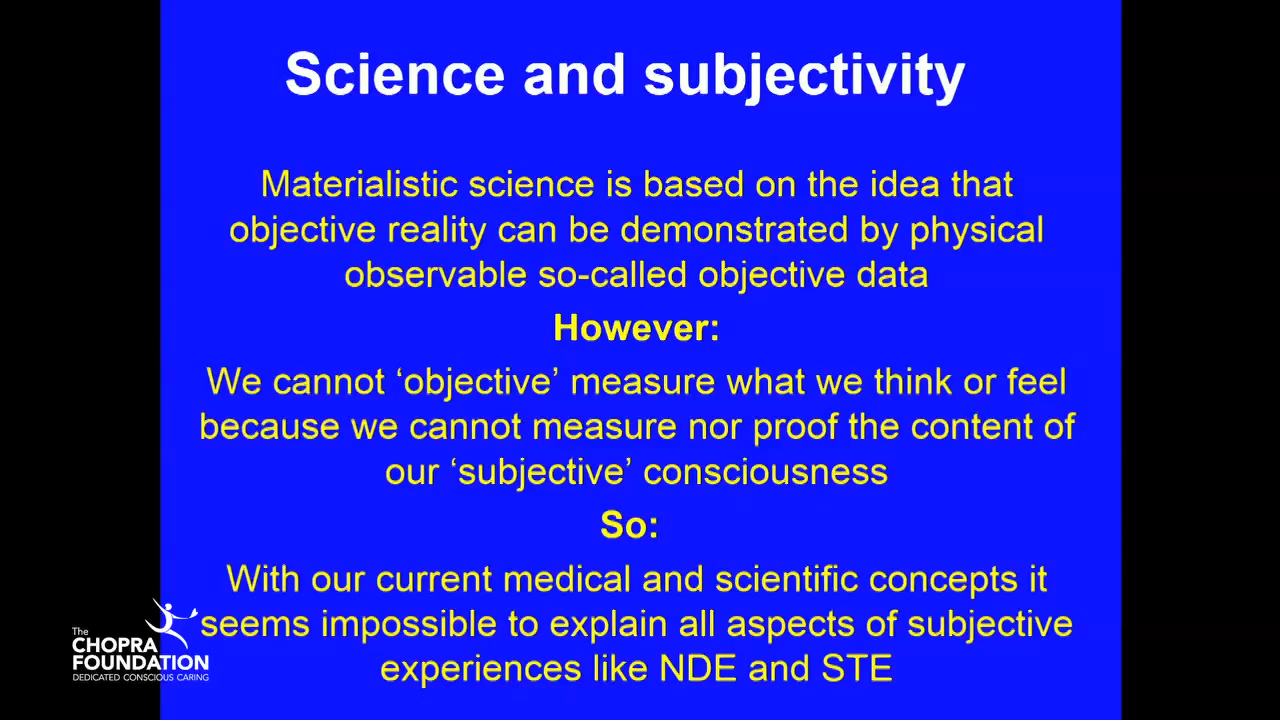 Science and subjectivity
Materialistic science is based on the idea that
objective reality can be demonstrated by physical
observable so-called objective data
However:
We cannot ‘objective’ measure what we think or feel
because we cannot measure nor proof the content of
our ‘subjective’ consciousness
So:
With our current medical and scientific concepts it
seems impossible to explain all aspects of subjective
experiences like NDE and STE
The
CHOPRA
FOUNDATION
DEDICATED CONSCIOUS CARING